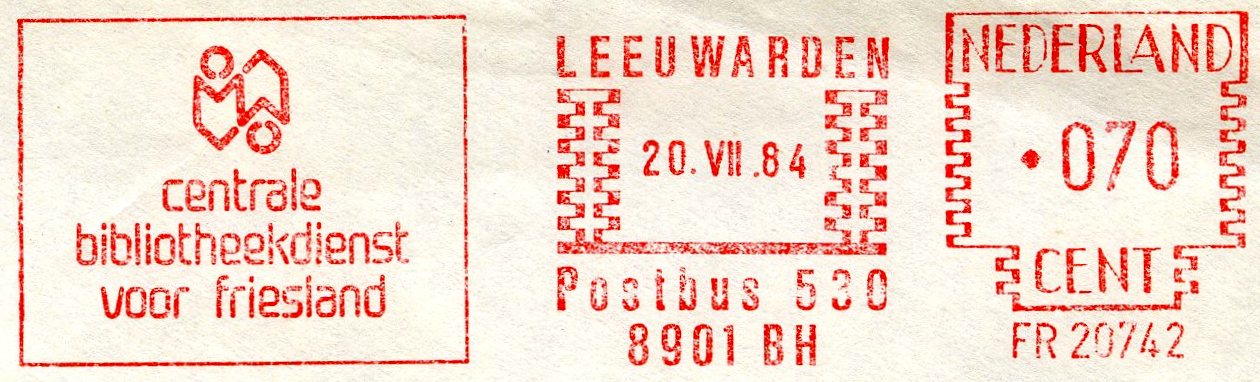 centrale
bibliotheekdienst
voor friesland
LEEUWARDEN
20.VII.84
Postbus 530
8901 BH
NEDERLAND
070
CENT
FR 20742